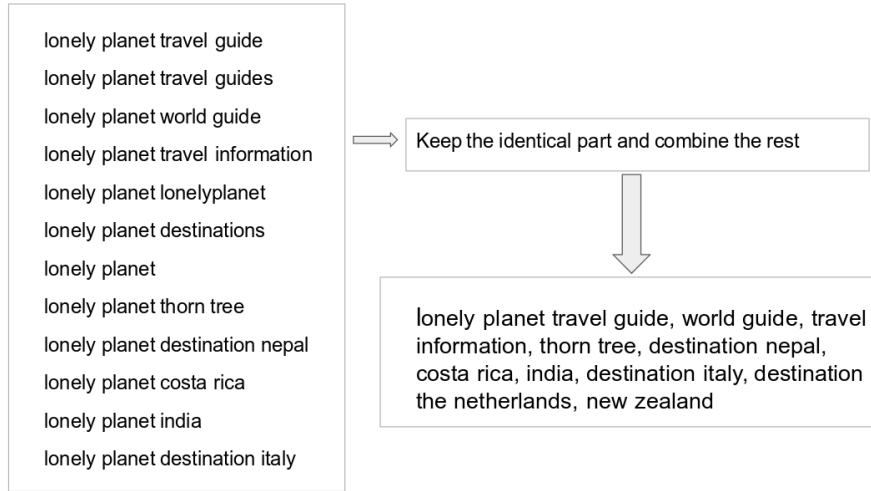 lonely planet travel guide
lonely planet travel guides
lonely planet world guide
lonely planet travel information
lonely planet lonelyplanet
lonely planet destinations
lonely planet
lonely planet thorn tree
lonely planet destination nepal
lonely planet costa rica
lonely planet india
lonely planet destination italy
Keep the identical part and combine the rest
lonely planet travel guide, world guide, travel
information, thorn tree, destination nepal,
costa rica, india, destination italy, destination
the netherlands, new zealand